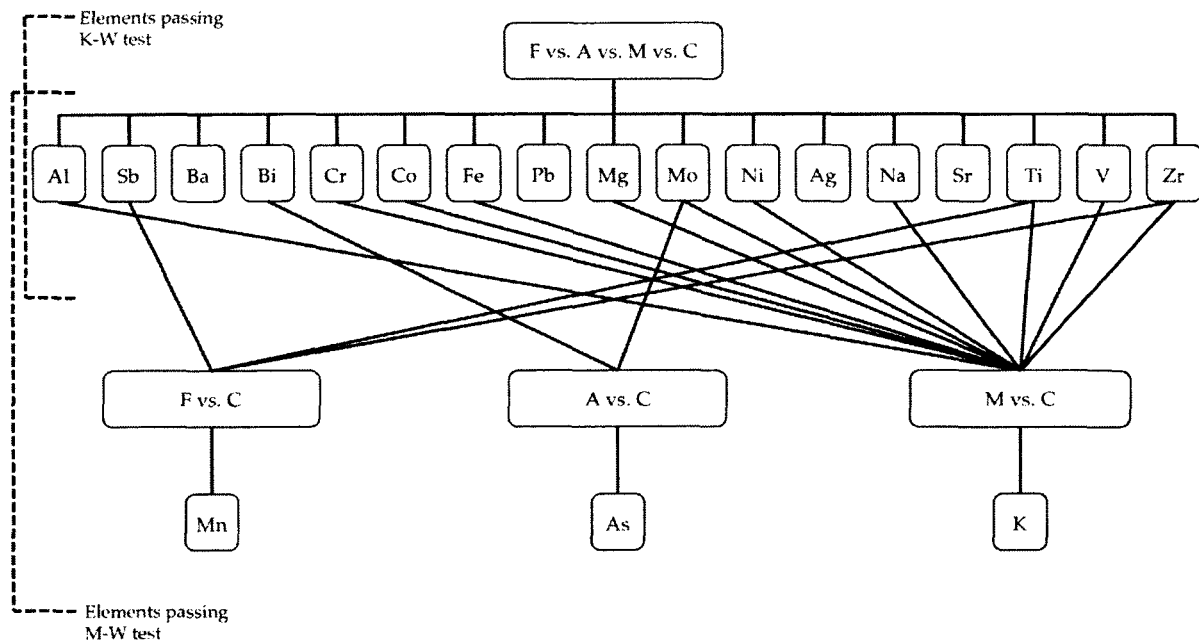 Elements passing
K-W test
F vs. A vs. M vs. C
Al Sb Ba Bi Cr Co Fe Pb Mg Mo Ni Ag Na Sr Ti V Zr
F vs. C A vs. C M vs. C
Mn As K
Elements passing
M-W test